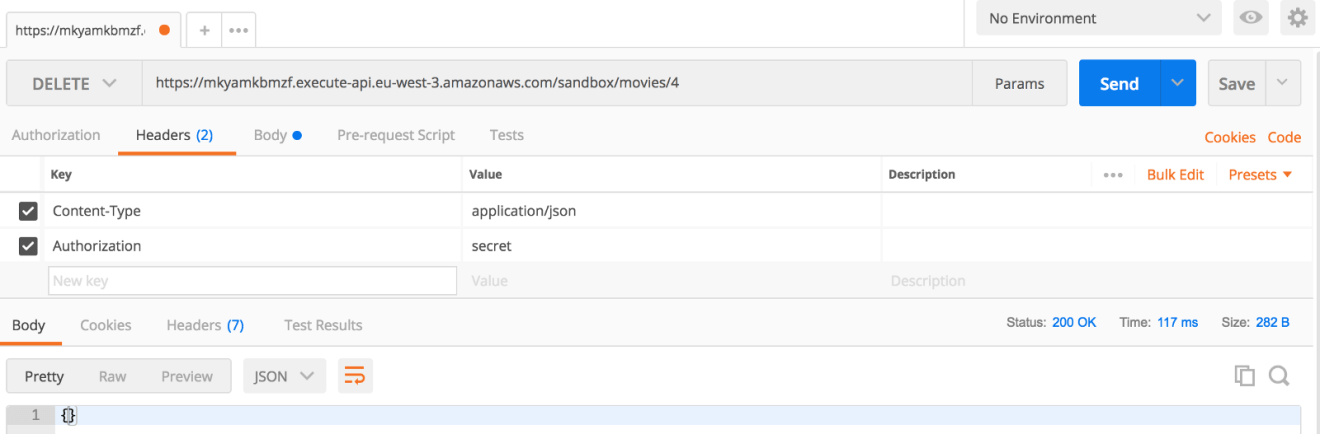 https://mkyamkbmzf. + ••• No Environment
DELETE https://mkyamkbmzf.execute-api.eu-west-3.amazonaws.com/sandbox/movies/4 Params Send Save
Authorization Headers (2) Body Pre-request Script Tests Cookies Code
Key Value Description ••• Bulk Edit Presets
Content-Type application/json
Authorization secret
New key Value Description
Body Cookies Headers (7) Test Results Status: 200 OK Time: 117 ms Size: 282 B
Pretty Raw Preview JSON
1 {}